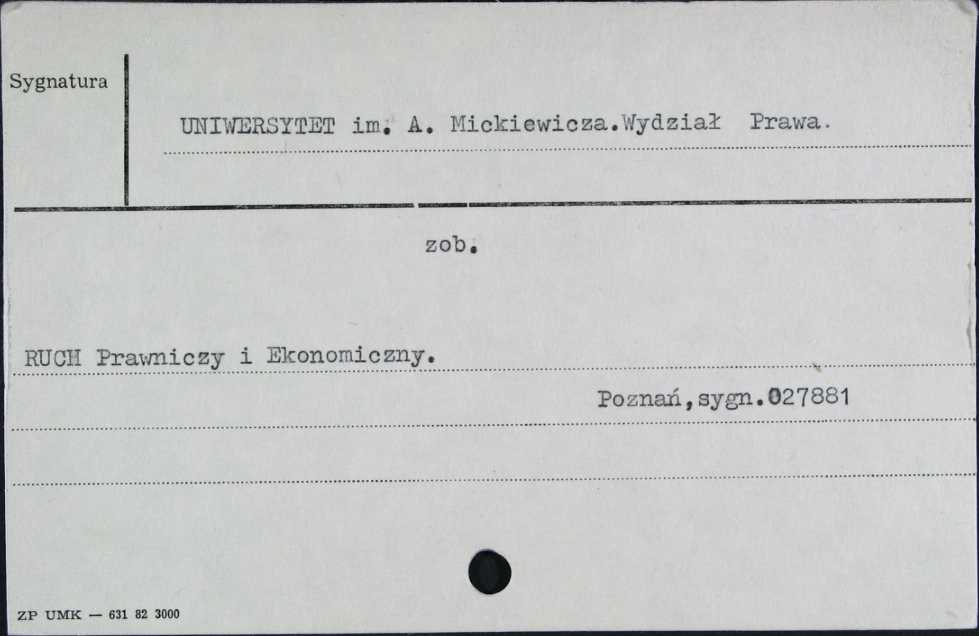 Sygnatura
UNIWERSYTET im. A. Mickiewicza.Wydział Prawa.
zob.
RUCH Prawniczy i Ekonomiczny.
Poznań,sygn.027881
ZP UMK — 631 82 3000